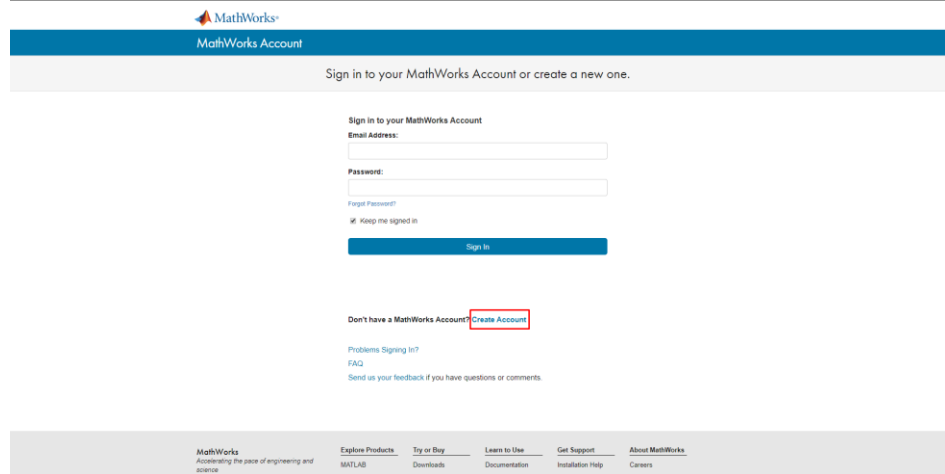 MathWorks®
MathWorks Account
Sign in to your MathWorks Account or create a new one.
Sign in to your MathWorks Account
Email Address:
Password:
Forgot Password?
Keep me signed in
Sign In
Don't have a MathWorks Account? Create Account
Problems Signing In?
FAQ
Send us your feedback if you have questions or comments.
MathWorks
Accelerating the pace of engineering and
science
Explore Products
MATLAB
Try or Buy
Downloads
Learn to Use
Documentation
Get Support
Installation Help
About MathWorks
Careers